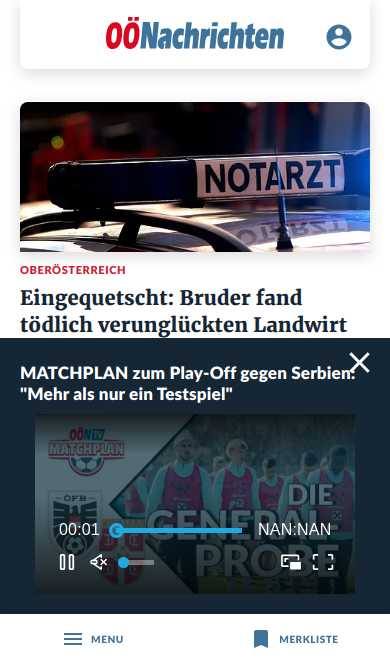 OÖNachrichten
NOTARZT
OBERÖSTERREICH
Eingequetscht: Bruder fand
tödlich verunglückten Landwirt
MATCHPLAN zum Play-Off gegen Serbien:
"Mehr als nur ein Testspiel"
OÖN TV
MATCHPLAN
ÖFB
DIE
GENERAL-
PROBE
00:01
NAN:NAN
MENU
MERKLISTE